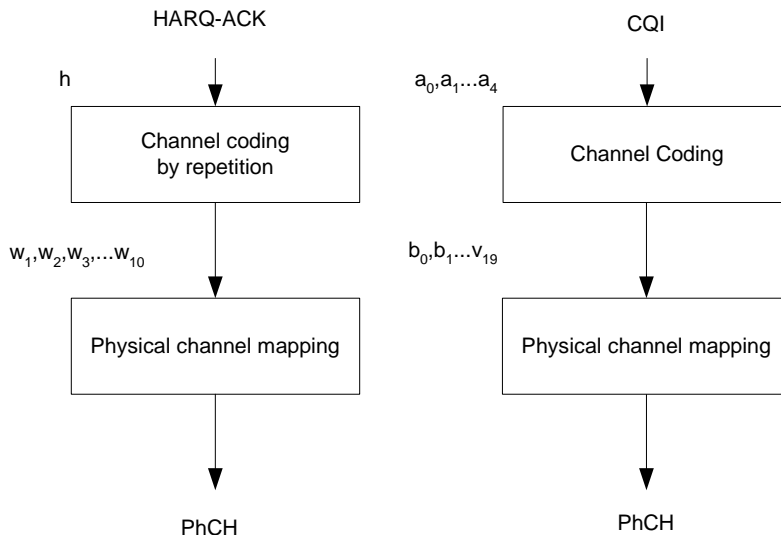 HARQ-ACK
h
Channel coding
by repetition
w₁,w₂,w₃,...w₁₀
Physical channel mapping
PhCH
CQI
a₀,a₁...a₄
Channel Coding
b₀,b₁...v₁₉
Physical channel mapping
PhCH